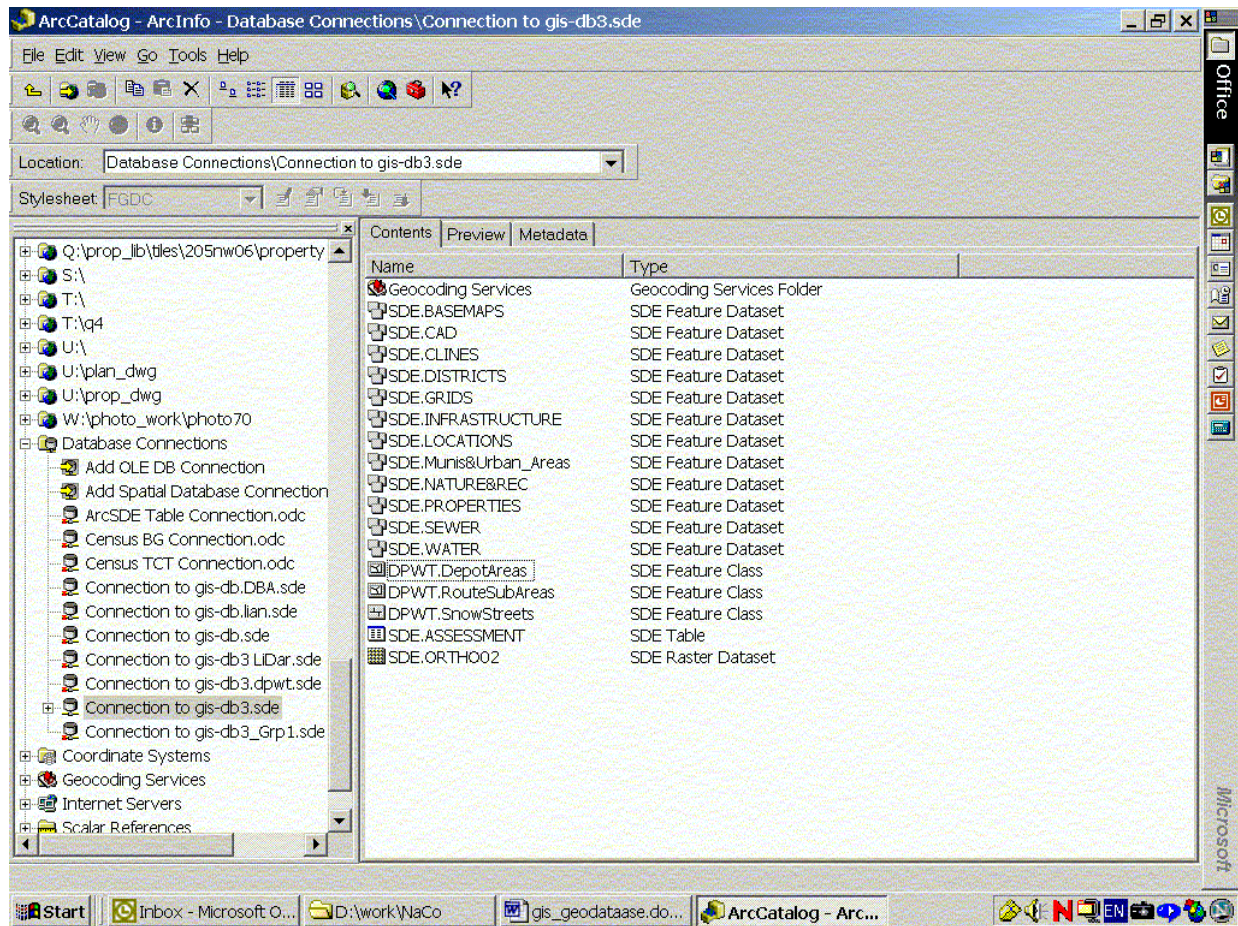 ArcCatalog - ArcInfo - Database Connections\Connection to gis-db3.sde
File Edit View Go Tools Help
Location: Database Connections\Connection to gis-db3.sde
Stylesheet: FGDC
Q:\prop_lib\tiles\205nw06\property
S:\
T:\
T:\q4
U:\
U:\plan_dwg
U:\prop_dwg
W:\photo_work\photo70
Database Connections
Add OLE DB Connection
Add Spatial Database Connection
ArcSDE Table Connection.odc
Census BG Connection.odc
Census TCT Connection.odc
Connection to gis-db.DBA.sde
Connection to gis-db.lian.sde
Connection to gis-db.sde
Connection to gis-db3 LiDar.sde
Connection to gis-db3.dpwt.sde
Connection to gis-db3.sde
Connection to gis-db3_Grp1.sde
Coordinate Systems
Geocoding Services
Internet Servers
Scalar References
Contents Preview Metadata
Name Type
Geocoding Services Geocoding Services Folder
SDE.BASEMAPS SDE Feature Dataset
SDE.CAD SDE Feature Dataset
SDE.CLINES SDE Feature Dataset
SDE.DISTRICTS SDE Feature Dataset
SDE.GRIDS SDE Feature Dataset
SDE.INFRASTRUCTURE SDE Feature Dataset
SDE.LOCATIONS SDE Feature Dataset
SDE.Munis&Urban_Areas SDE Feature Dataset
SDE.NATURE&REC SDE Feature Dataset
SDE.PROPERTIES SDE Feature Dataset
SDE.SEWER SDE Feature Dataset
SDE.WATER SDE Feature Dataset
DPWT.DepotAreas SDE Feature Class
DPWT.RouteSubAreas SDE Feature Class
DPWT.SnowStreets SDE Feature Class
SDE.ASSESSMENT SDE Table
SDE.ORTHO02 SDE Raster Dataset
Office
Microsoft
Start Inbox - Microsoft O... D:\work\NaCo gis_geodataase.do... ArcCatalog - Arc... N EN